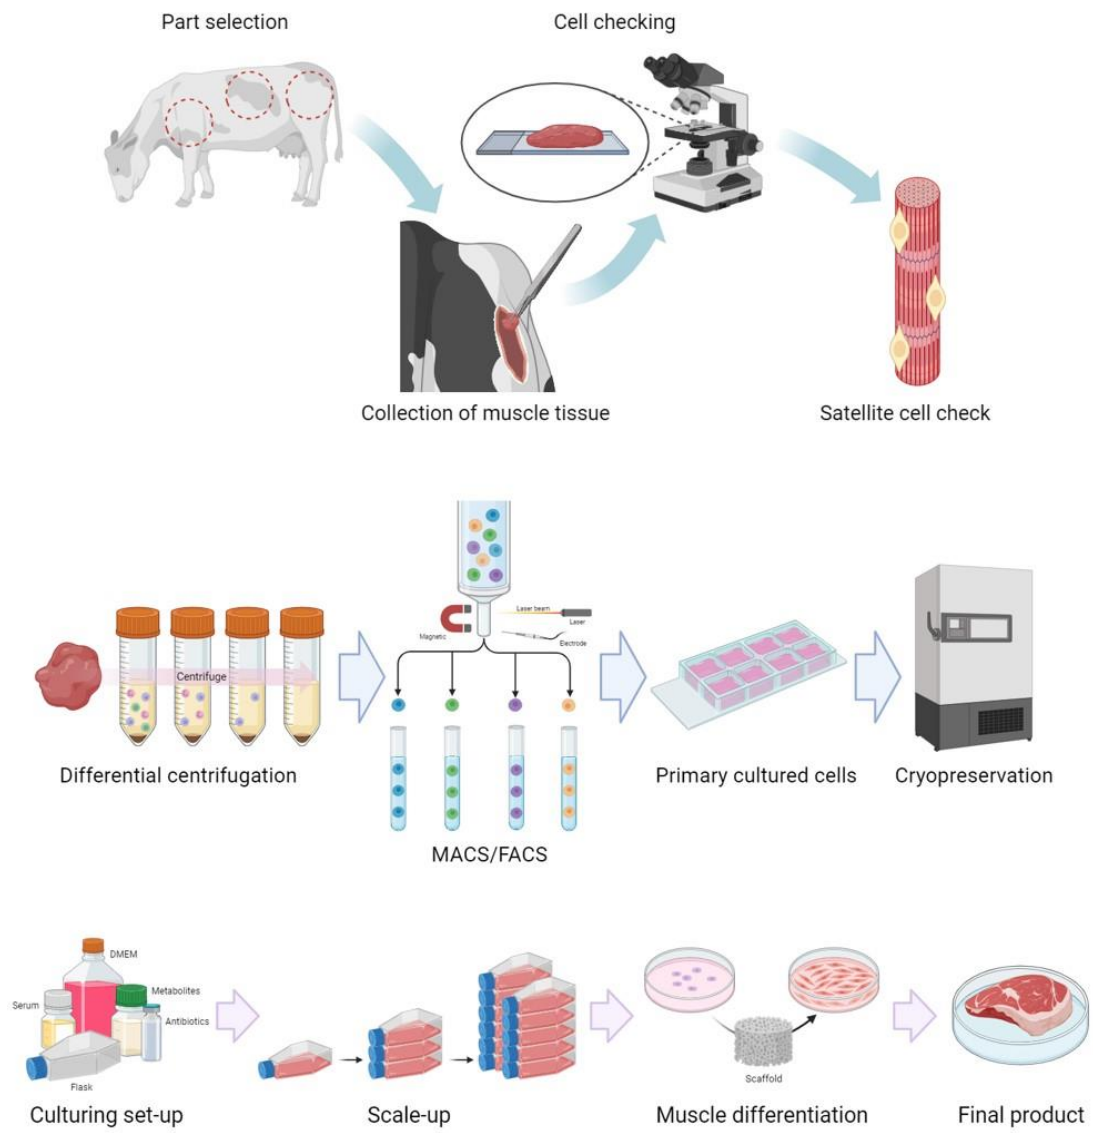 Part selection
Cell checking
Collection of muscle tissue
Satellite cell check
Centrifuge
Differential centrifugation
Laser beam
Laser
Magnetic
Electrode
MACS/FACS
Primary cultured cells
Cryopreservation
DMEM
Metabolites
Serum
Antibiotics
Flask
Culturing set-up
Scale-up
Scaffold
Muscle differentiation
Final product